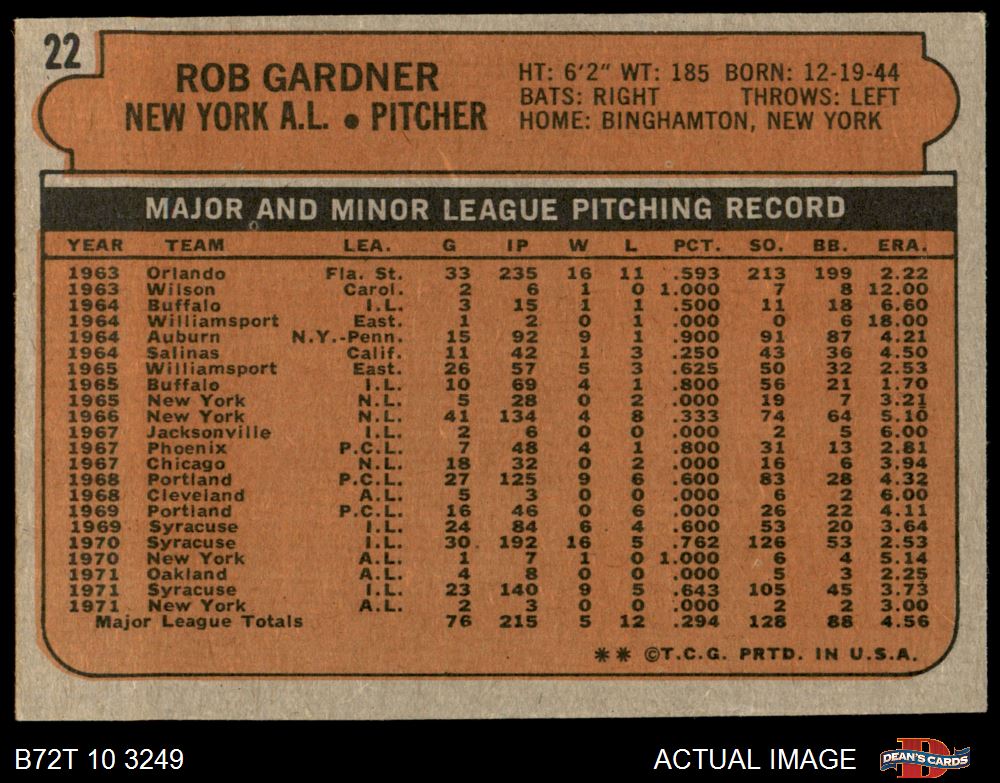 22
ROB GARDNER
NEW YORK A.L. • PITCHER
HT: 6'2" WT: 185 BORN: 12-19-44
BATS: RIGHT THROWS: LEFT
HOME: BINGHAMTON, NEW YORK
MAJOR AND MINOR LEAGUE PITCHING RECORD
YEAR TEAM LEA. G IP W L PCT. SO. BB. ERA.
1963 Orlando Fla. St. 33 235 16 11 .593 213 199 2.22
1963 Wilson Carol. 2 6 1 0 1.000 7 8 12.00
1964 Buffalo I.L. 3 15 1 1 .500 11 18 6.60
1964 Williamsport East. 1 2 0 1 .000 0 6 18.00
1964 Auburn N.Y.-Penn. 15 92 9 1 .900 91 87 4.21
1964 Salinas Calif. 11 42 1 3 .250 43 36 4.50
1965 Williamsport East. 26 57 5 3 .625 50 32 2.53
1965 Buffalo I.L. 10 69 4 1 .800 56 21 1.70
1965 New York N.L. 5 28 0 2 .000 19 7 3.21
1966 New York N.L. 41 134 4 8 .333 74 64 5.10
1967 Jacksonville I.L. 2 6 0 0 .000 2 5 6.00
1967 Phoenix P.C.L. 7 48 4 1 .800 31 13 2.81
1967 Chicago N.L. 18 32 0 2 .000 16 6 3.94
1968 Portland P.C.L. 27 125 9 6 .600 83 28 4.32
1968 Cleveland A.L. 5 3 0 0 .000 6 2 6.00
1969 Portland P.C.L. 16 46 0 6 .000 26 22 4.11
1969 Syracuse I.L. 24 84 6 4 .600 53 20 3.64
1970 Syracuse I.L. 30 192 16 5 .762 126 53 2.53
1970 New York A.L. 1 7 1 0 1.000 6 4 5.14
1971 Oakland A.L. 4 8 0 0 .000 5 3 2.25
1971 Syracuse I.L. 23 140 9 5 .643 105 45 3.73
1971 New York A.L. 2 3 0 0 .000 2 2 3.00
Major League Totals 76 215 5 12 .294 128 88 4.56
** ©T.C.G. PRTD. IN U.S.A.
B72T 10 3249
ACTUAL IMAGE
DEAN'S CARDS